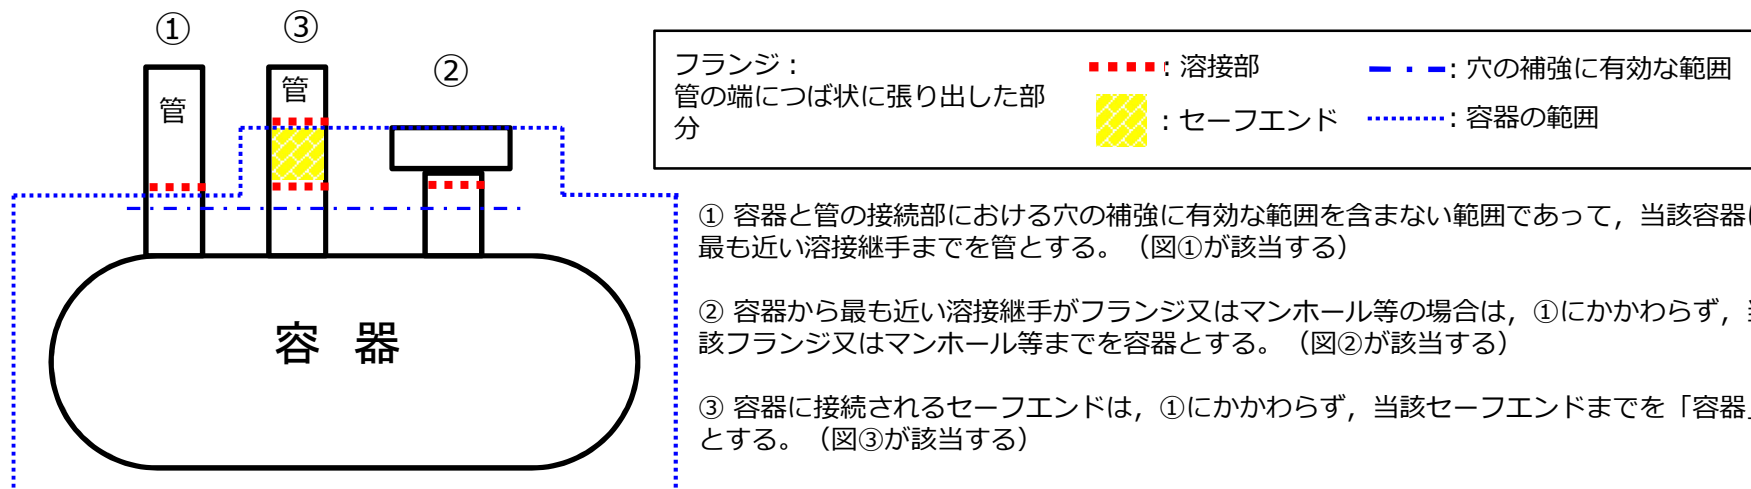 ① ③
②
管
管
容 器
フランジ：
管の端につば状に張り出した部
分
：溶接部
：セーフエンド
：穴の補強に有効な範囲
：容器の範囲
① 容器と管の接続部における穴の補強に有効な範囲を含まない範囲であって，当該容器
最も近い溶接継手までを管とする。（図①が該当する）
② 容器から最も近い溶接継手がフランジ又はマンホール等の場合は，①にかかわらず，
該フランジ又はマンホール等までを容器とする。（図②が該当する）
③ 容器に接続されるセーフエンドは，①にかかわらず，当該セーフエンドまでを「容器」
とする。（図③が該当する）